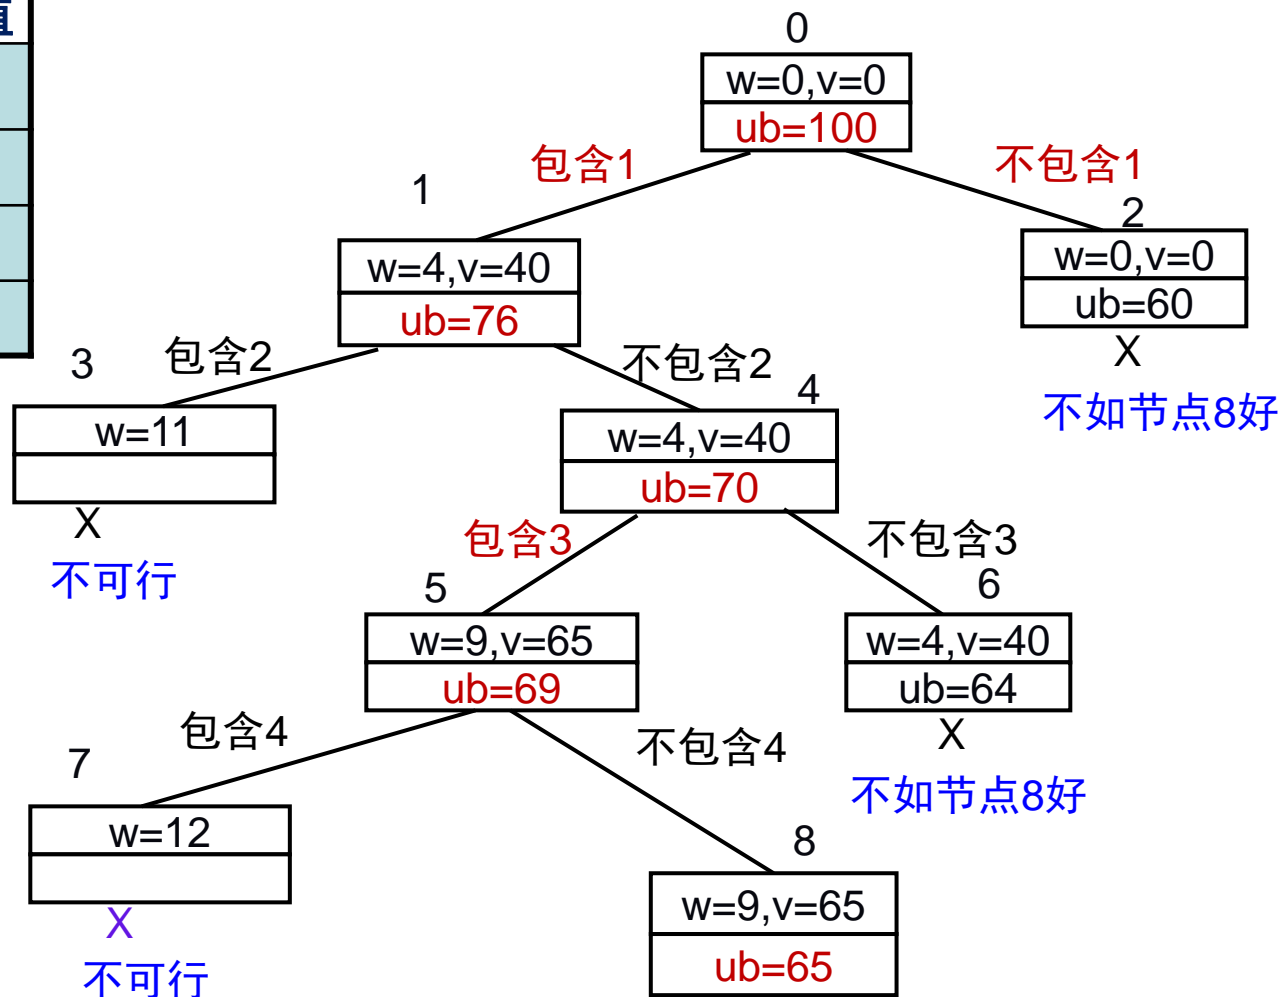 值
0
w=0,v=0
ub=100
包含1
不包含1
1
2
w=4,v=40
w=0,v=0
ub=76
ub=60
X
3
包含2
不包含2
4
不如节点8好
w=11
w=4,v=40
ub=70
X
包含3
不包含3
不可行
5
6
w=9,v=65
w=4,v=40
ub=69
ub=64
包含4
不包含4
X
7
不如节点8好
w=12
8
X
w=9,v=65
不可行
ub=65